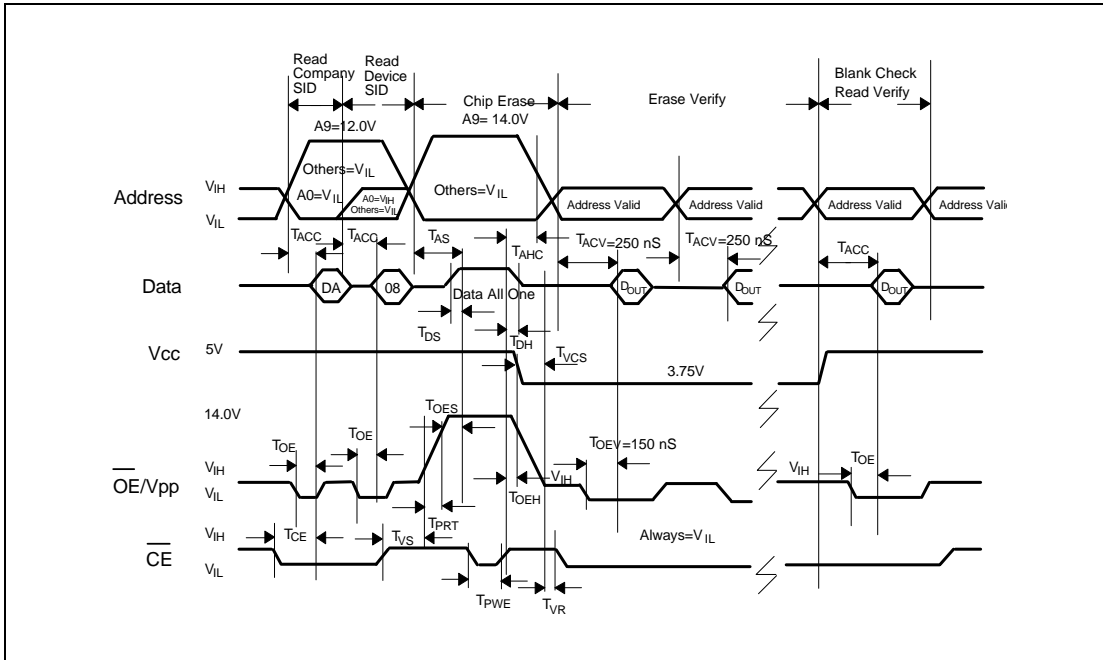 Read
Company
SID
Read
Device
SID
Chip Erase
Erase Verify
Blank Check
Read Verify
A9=12.0V
A9= 14.0V
Others=VIL
Others=VIL
Address
VIH
VIL
A0=VIL
A0=VIH
Others=VIL
Address Valid
Address Valid
Address Valid
Address Vali
TACC
TACC
TAS
TAHC
TACV=250 nS
TACV=250 nS
TACC
Data
DA
08
Data All One
DOUT
DOUT
DOUT
TDS
TDH
TVCS
Vcc
5V
3.75V
14.0V
TOES
TOE
TOE
TOEV=150 nS
TOE
OE/Vpp
VIH
VIL
VIH
VIH
TOEH
TPRT
CE
VIH
VIL
TCE
TVS
Always=VIL
TPWE
TVR